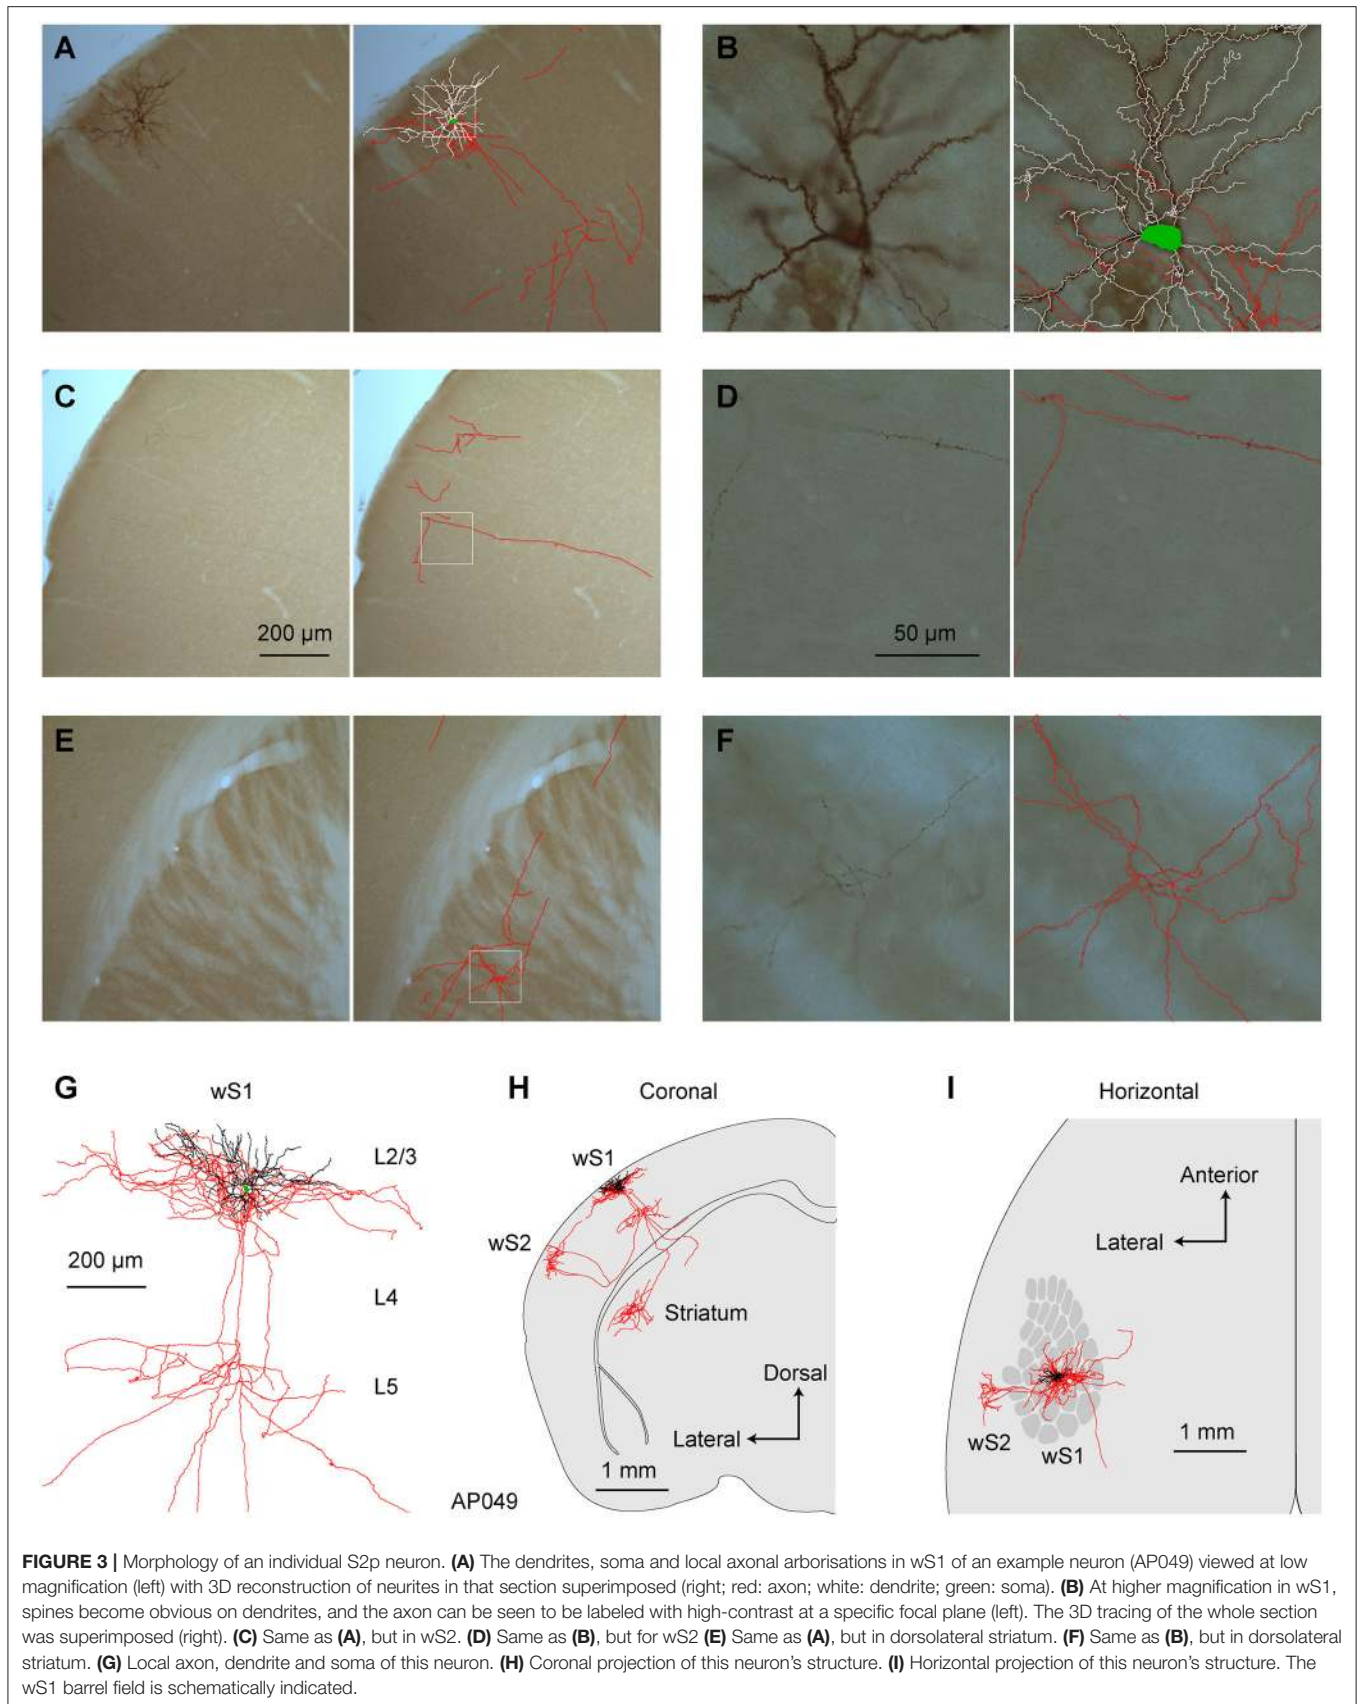 A
B
C
200 µm
D
50 µm
E
F
G
wS1
L2/3
200 µm
L4
L5
AP049
H
Coronal
wS1
wS2
Striatum
Dorsal
Lateral
1 mm
I
Horizontal
Anterior
Lateral
wS2
wS1
1 mm
FIGURE 3 | Morphology of an individual S2p neuron. (A) The dendrites, soma and local axonal arborisations in wS1 of an example neuron (AP049) viewed at low
magnification (left) with 3D reconstruction of neurites in that section superimposed (right; red: axon; white: dendrite; green: soma). (B) At higher magnification in wS1,
spines become obvious on dendrites, and the axon can be seen to be labeled with high-contrast at a specific focal plane (left). The 3D tracing of the whole section
was superimposed (right). (C) Same as (A), but in wS2. (D) Same as (B), but for wS2 (E) Same as (A), but in dorsolateral striatum. (F) Same as (B), but in dorsolateral
striatum. (G) Local axon, dendrite and soma of this neuron. (H) Coronal projection of this neuron's structure. (I) Horizontal projection of this neuron's structure. The
wS1 barrel field is schematically indicated.